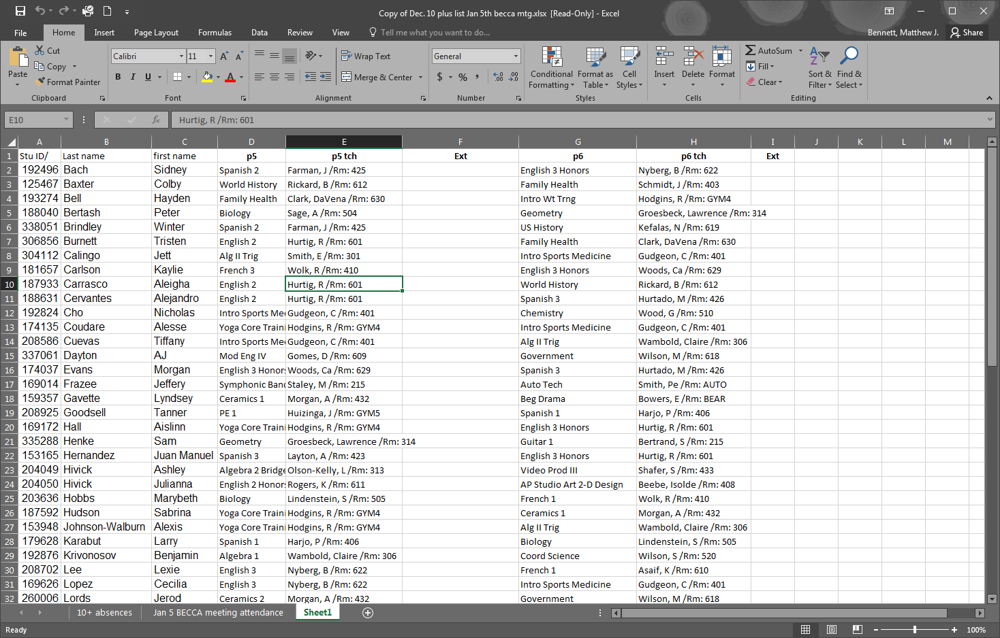 Copy of Dec. 10 plus list Jan 5th becca mtg.xlsx [Read-Only] - Excel
File Home Insert Page Layout Formulas Data Review View Tell me what you want to do... Bennett, Matthew J. Share
Paste Cut Copy Format Painter Clipboard
Calibri 11 B I U A A Font
Wrap Text Merge & Center Alignment
General $ % , Number
Conditional Formatting Format as Table Cell Styles Styles
Insert Delete Format Cells
AutoSum Fill Clear Sort & Filter Find & Select Editing
E10 fx Hurtig, R /Rm: 601
A B C D E F G H I J K L M
1 Stu ID/ Last name first name p5 p5 tch Ext p6 p6 tch Ext
2 192496 Bach Sidney Spanish 2 Farman, J /Rm: 425 English 3 Honors Nyberg, B /Rm: 622
3 125467 Baxter Colby World History Rickard, B /Rm: 612 Family Health Schmidt, J /Rm: 403
4 193274 Bell Hayden Family Health Clark, DaVena /Rm: 630 Intro Wt Trng Hodgins, R /Rm: GYM4
5 188040 Bertash Peter Biology Sage, A /Rm: 504 Geometry Groesbeck, Lawrence /Rm: 314
6 338051 Brindley Winter Spanish 2 Farman, J /Rm: 425 US History Kefalas, N /Rm: 619
7 306856 Burnett Tristen English 2 Hurtig, R /Rm: 601 Family Health Clark, DaVena /Rm: 630
8 304112 Calingo Jett Alg II Trig Smith, E /Rm: 301 Intro Sports Medicine Gudgeon, C /Rm: 401
9 181657 Carlson Kaylie French 3 Wolk, R /Rm: 410 English 3 Honors Woods, Ca /Rm: 629
10 187933 Carrasco Aleigha English 2 Hurtig, R /Rm: 601 World History Rickard, B /Rm: 612
11 188631 Cervantes Alejandro English 2 Hurtig, R /Rm: 601 Spanish 3 Hurtado, M /Rm: 426
12 192824 Cho Nicholas Intro Sports Me Gudgeon, C /Rm: 401 Chemistry Wood, G /Rm: 510
13 174135 Coudare Alesse Yoga Core Traini Hodgins, R /Rm: GYM4 Intro Sports Medicine Gudgeon, C /Rm: 401
14 208586 Cuevas Tiffany Intro Sports Me Gudgeon, C /Rm: 401 Alg II Trig Wambold, Claire /Rm: 306
15 337061 Dayton AJ Mod Eng IV Gomes, D /Rm: 609 Government Wilson, M /Rm: 618
16 174037 Evans Morgan English 3 Honor Woods, Ca /Rm: 629 Spanish 3 Hurtado, M /Rm: 426
17 169014 Frazee Jeffery Symphonic Band Staley, M /Rm: 215 Auto Tech Smith, Pe /Rm: AUTO
18 159357 Gavette Lyndsey Ceramics 1 Morgan, A /Rm: 432 Beg Drama Bowers, E /Rm: BEAR
19 208925 Goodsell Tanner PE 1 Huizinga, J /Rm: GYM5 Spanish 1 Harjo, P /Rm: 406
20 169172 Hall Aislinn Yoga Core Traini Hodgins, R /Rm: GYM4 English 3 Honors Hurtig, R /Rm: 601
21 335288 Henke Sam Geometry Groesbeck, Lawrence /Rm: 314 Guitar 1 Bertrand, S /Rm: 215
22 153165 Hernandez Juan Manuel Spanish 3 Layton, A /Rm: 423 English 3 Honors Hurtig, R /Rm: 601
23 204049 Hivick Ashley Algebra 2 Bridge Olson-Kelly, L /Rm: 313 Video Prod III Shafer, S /Rm: 433
24 204050 Hivick Julianna English 2 Honor Rogers, K /Rm: 611 AP Studio Art 2-D Design Beebe, Isolde /Rm: 408
25 203636 Hobbs Marybeth Biology Lindenstein, S /Rm: 505 French 1 Wolk, R /Rm: 410
26 187592 Hudson Sabrina Yoga Core Traini Hodgins, R /Rm: GYM4 Ceramics 1 Morgan, A /Rm: 432
27 153948 Johnson-Walburn Alexis Yoga Core Traini Hodgins, R /Rm: GYM4 Alg II Trig Wambold, Claire /Rm: 306
28 179628 Karabut Larry Spanish 1 Harjo, P /Rm: 406 Biology Lindenstein, S /Rm: 505
29 192876 Krivonosov Benjamin Algebra 1 Wambold, Claire /Rm: 306 Coord Science Wilson, S /Rm: 520
30 208702 Lee Lexie English 3 Nyberg, B /Rm: 622 French 1 Asaif, K /Rm: 610
31 169626 Lopez Cecilia English 3 Nyberg, B /Rm: 622 Intro Sports Medicine Gudgeon, C /Rm: 401
32 260006 Lords Jerod Ceramics 2 Morgan, A /Rm: 432 Government Wilson, M /Rm: 618
10+ absences Jan 5 BECCA meeting attendance Sheet1
Ready 100%